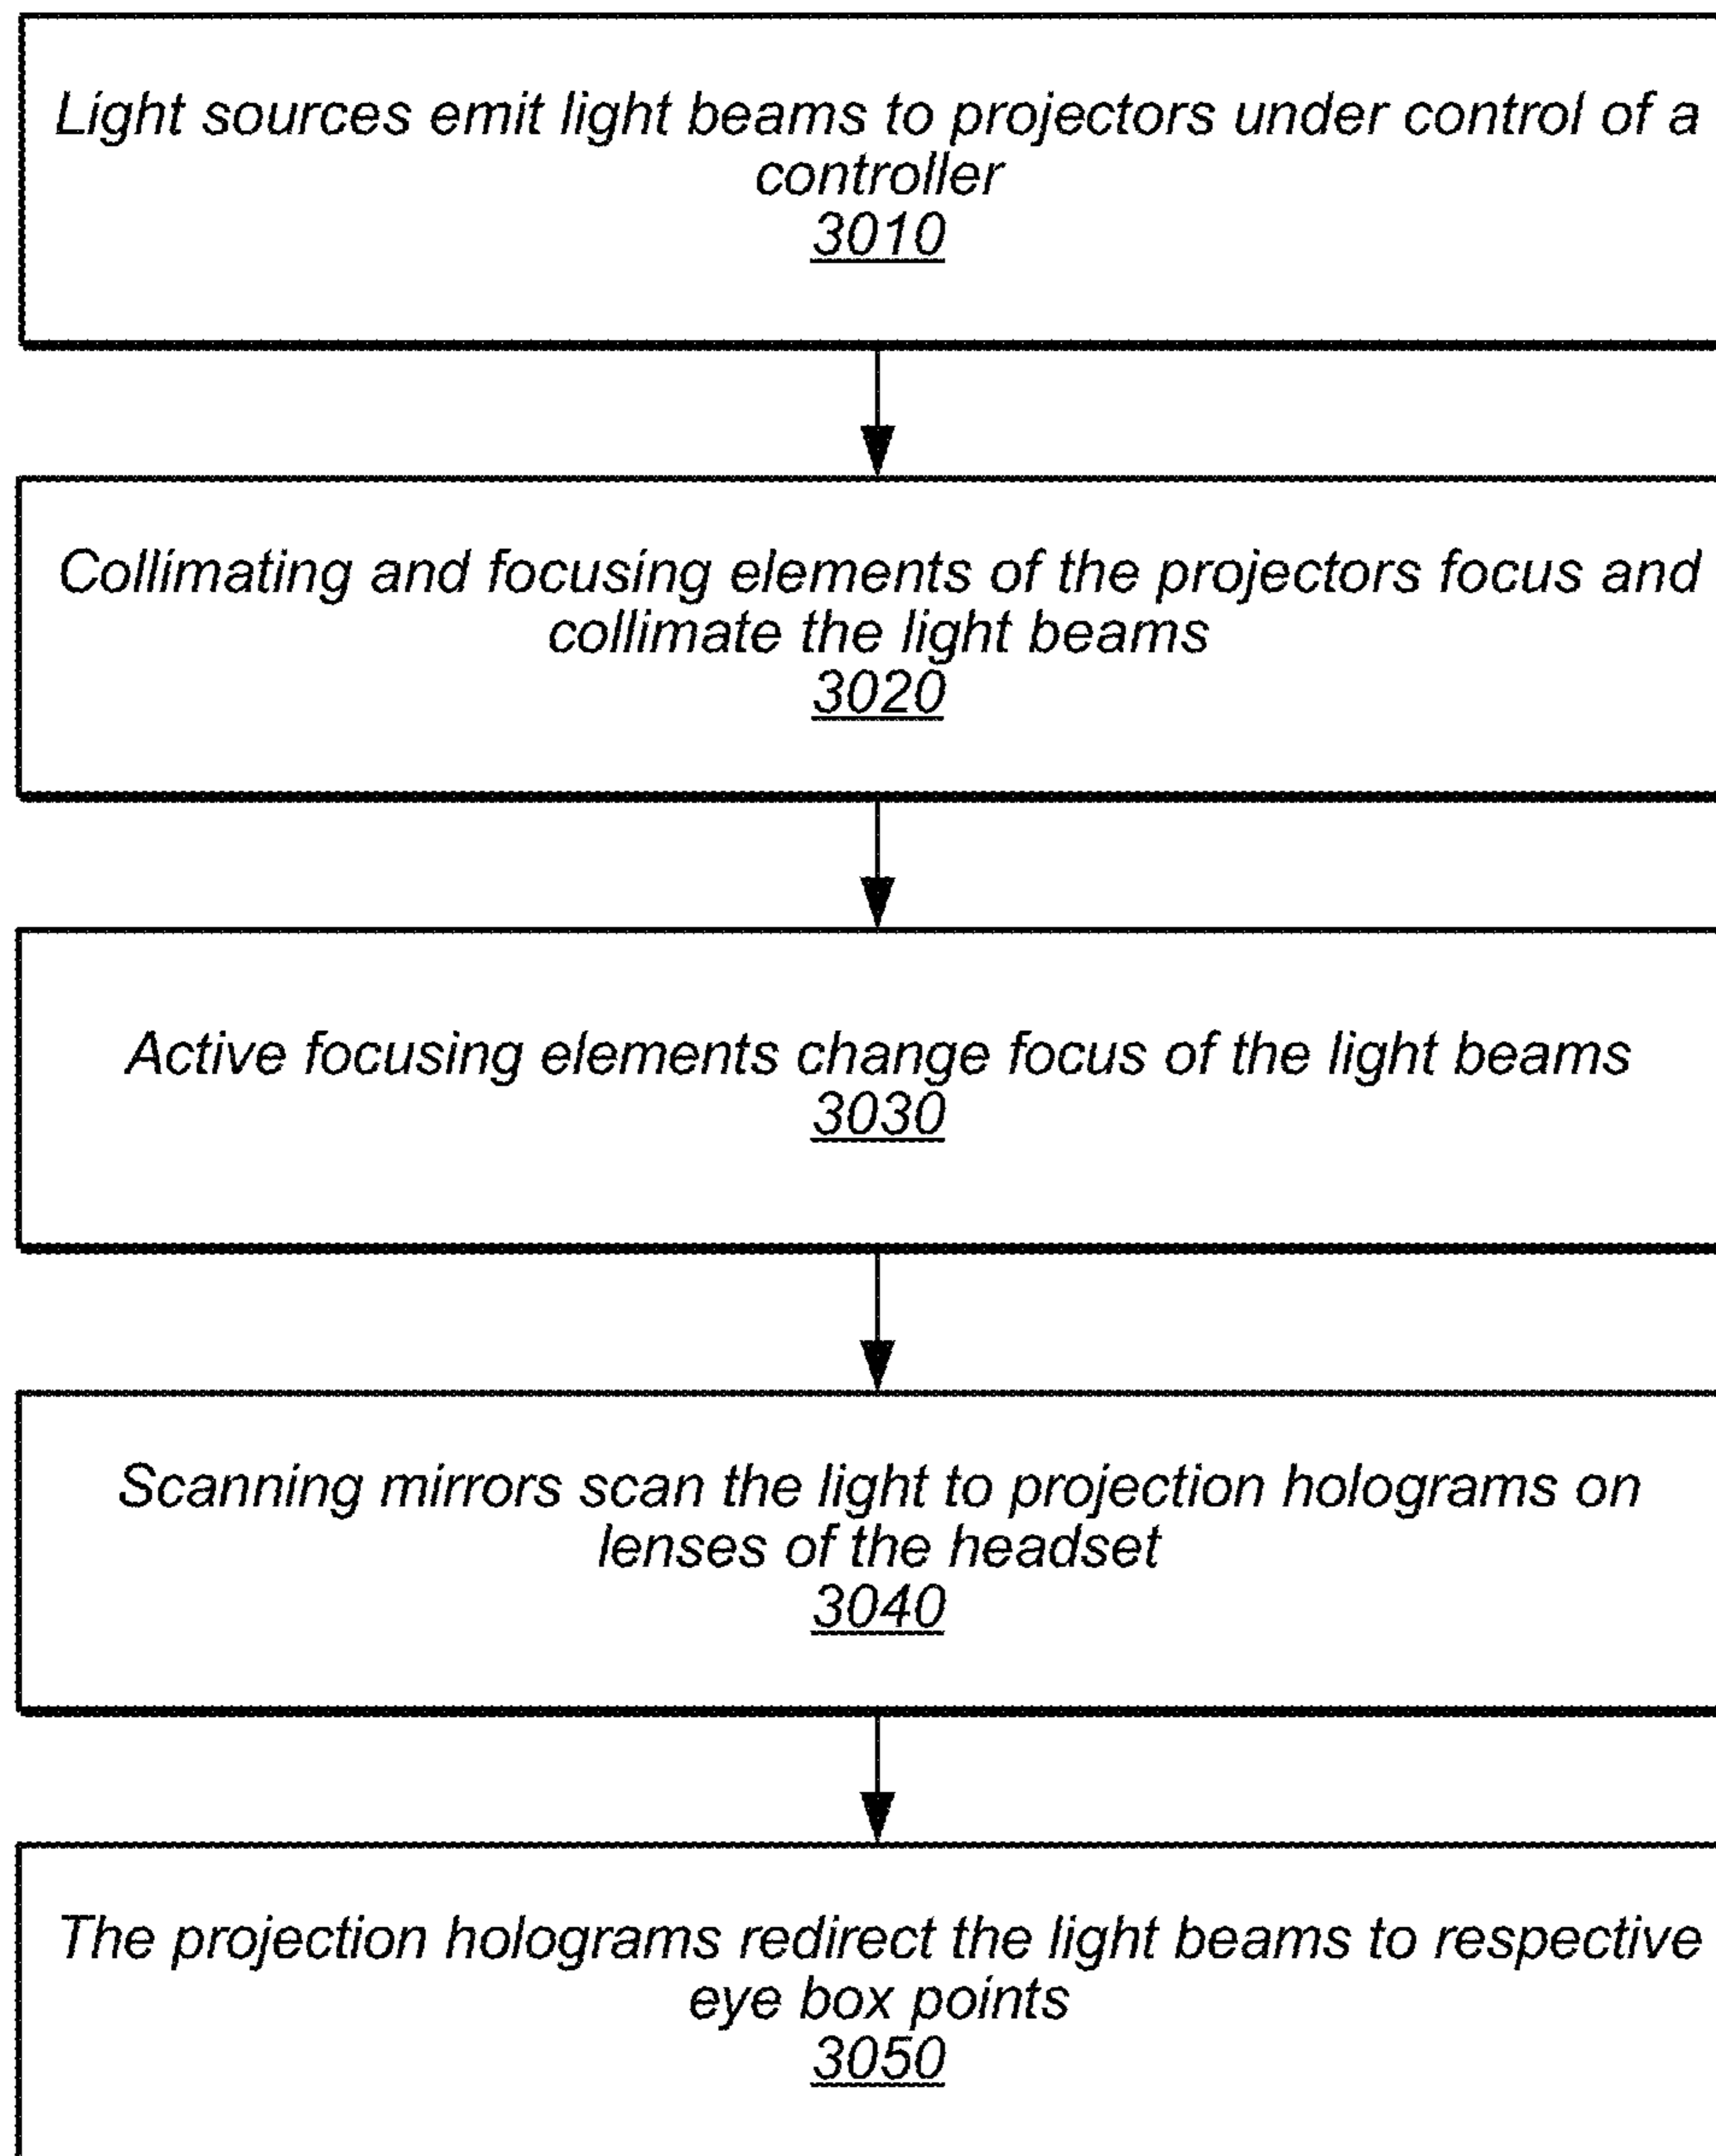 Light sources emit light beams to projectors under control of a
controller
3010
Collimating and focusing elements of the projectors focus and
collimate the light beams
3020
Active focusing elements change focus of the light beams
3030
Scanning mirrors scan the light to projection holograms on
lenses of the headset
3040
The projection holograms redirect the light beams to respective
eye box points
3050